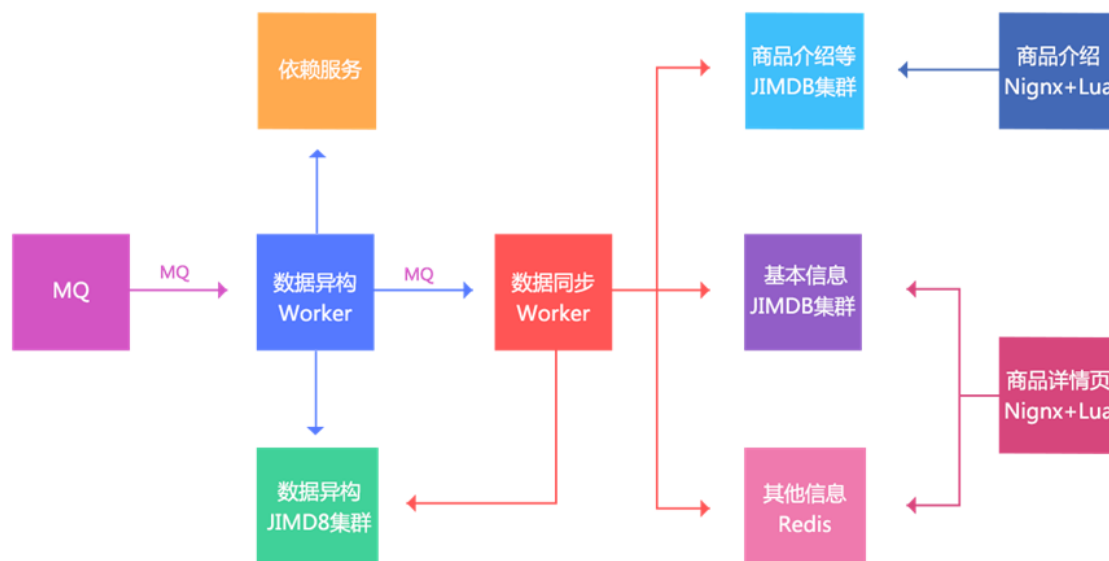 依赖服务
商品介绍等
JIMDB集群
商品介绍
Nignx+Lua
MQ
MQ
数据异构
Worker
MQ
数据同步
Worker
基本信息
JIMDB集群
商品详情页
Nignx+Lua
数据异构
JIMD8集群
其他信息
Redis